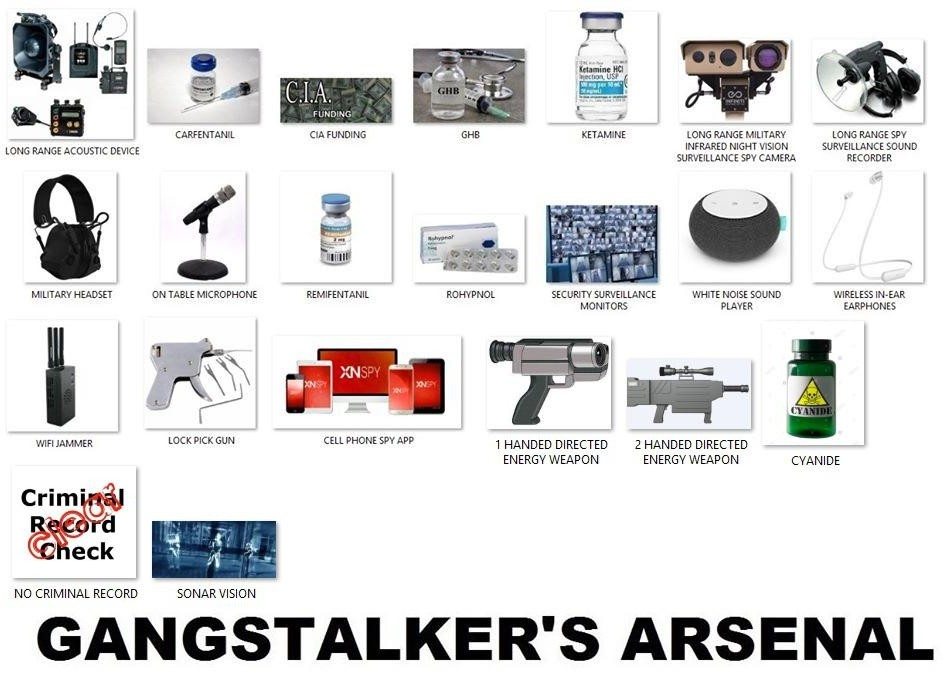 LONG RANGE ACOUSTIC DEVICE
CARFENTANIL
C.I.A.
FUNDING
CIA FUNDING
GHB
GHB
Ketamine HCl
Injection, USP
KETAMINE
LONG RANGE MILITARY
INFRARED NIGHT VISION
SURVEILLANCE SPY CAMERA
LONG RANGE SPY
SURVEILLANCE SOUND
RECORDER
MILITARY HEADSET
ON TABLE MICROPHONE
2 mg
REMIFENTANIL
Rohypnol
ROHYPNOL
SECURITY SURVEILLANCE
MONITORS
WHITE NOISE SOUND
PLAYER
WIRELESS IN-EAR
EARPHONES
WIFI JAMMER
LOCK PICK GUN
XNSPY
XNSPY
XNSPY
CELL PHONE SPY APP
1 HANDED DIRECTED
ENERGY WEAPON
2 HANDED DIRECTED
ENERGY WEAPON
CYANIDE
CYANIDE
Criminal
Record
Check
clear
NO CRIMINAL RECORD
SONAR VISION
GANGSTALKER'S ARSENAL